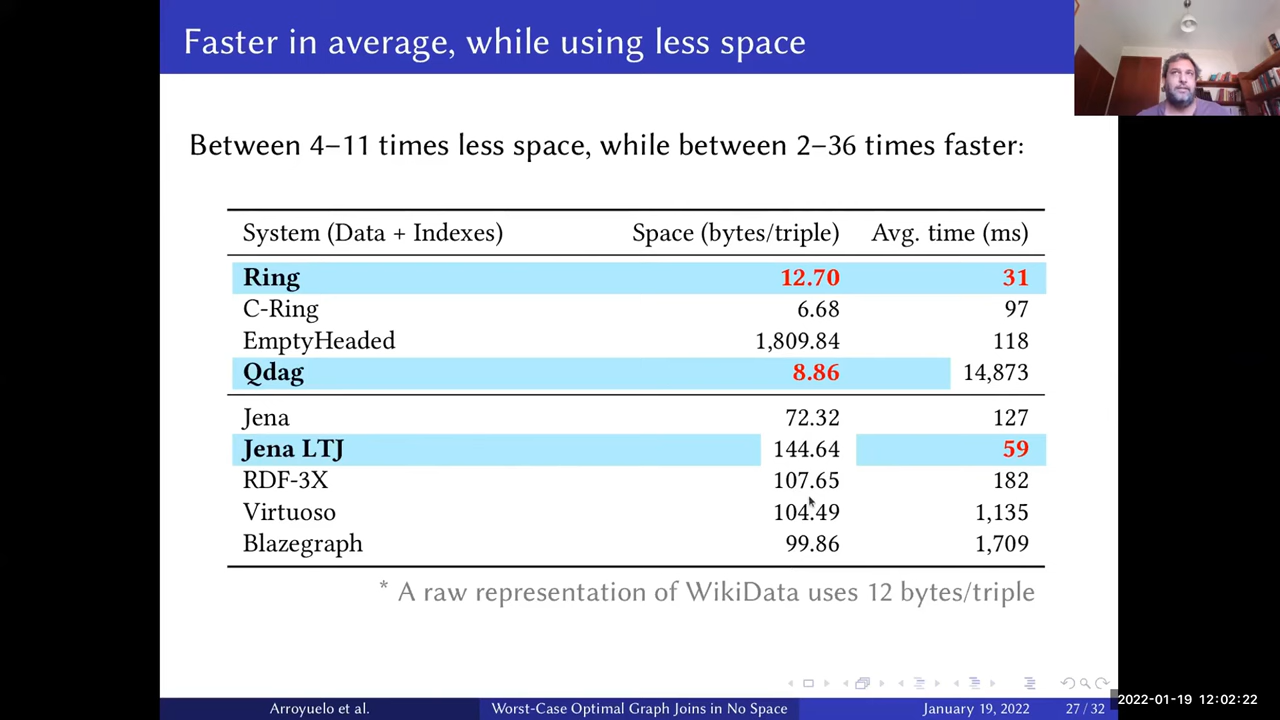 Faster in average, while using less space
Between 4–11 times less space, while between 2–36 times faster:
System (Data + Indexes) Space (bytes/triple) Avg. time (ms)
Ring 12.70 31
C-Ring 6.68 97
EmptyHeaded 1,809.84 118
Qdag 8.86 14,873
Jena 72.32 127
Jena LTJ 144.64 59
RDF-3X 107.65 182
Virtuoso 104.49 1,135
Blazegraph 99.86 1,709
* A raw representation of WikiData uses 12 bytes/triple
Arroyuelo et al. Worst-Case Optimal Graph Joins in No Space January 19, 2022 27 / 32
2022-01-19 12:02:22